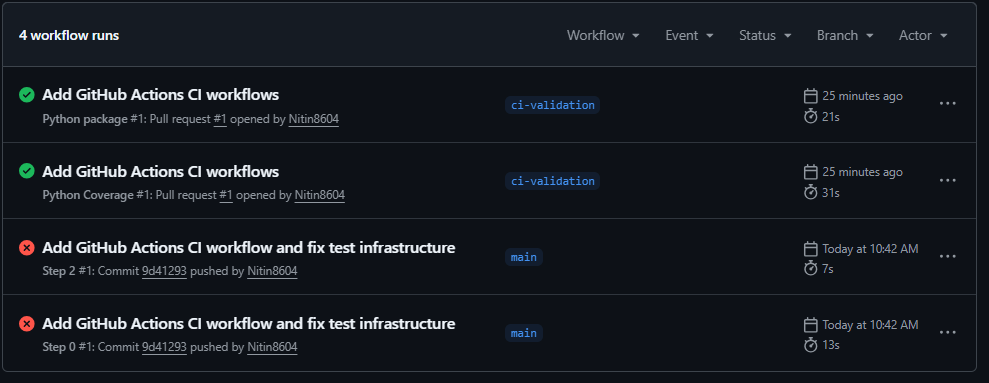 4 workflow runs Workflow Event Status Branch Actor
Add GitHub Actions CI workflows
ci-validation
25 minutes ago
Python package #1: Pull request #1 opened by Nitin8604
21s
Add GitHub Actions CI workflows
ci-validation
25 minutes ago
Python Coverage #1: Pull request #1 opened by Nitin8604
31s
Add GitHub Actions CI workflow and fix test infrastructure
main
Today at 10:42 AM
Step 2 #1: Commit 9d41293 pushed by Nitin8604
7s
Add GitHub Actions CI workflow and fix test infrastructure
main
Today at 10:42 AM
Step 0 #1: Commit 9d41293 pushed by Nitin8604
13s